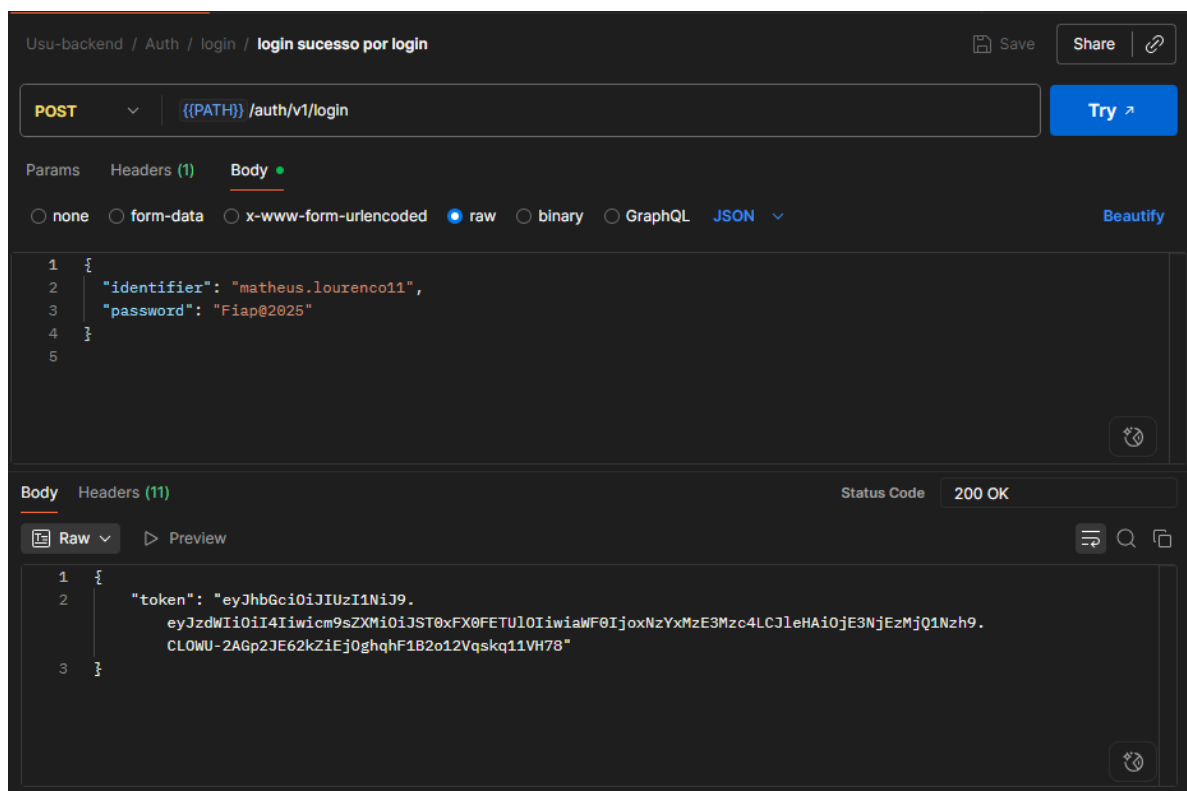 Usu-backend / Auth / login / login sucesso por login
Save
Share
POST
{{PATH}} /auth/v1/login
Try
Params Headers (1) Body
none form-data x-www-form-urlencoded raw binary GraphQL JSON Beautify
1 {
2 "identifier": "matheus.lourenco11",
3 "password": "Fiap@2025"
4 }
5
Body Headers (11) Status Code 200 OK
Raw Preview
1 {
2 "token": "eyJhbGciOiJIUzI1NiJ9.
eyJzdWIiOiI4Iiwicm9sZXMiOiJST0xFX0FETUlOIiwiaWF0IjoxNzYxMzE3Mzc4LCJleHAiOjE3NjEzMjQ1Nzh9.
CLOWU-2AGp2JE62kZiEjOghqhF1B2o12Vqskq11VH78"
3 }